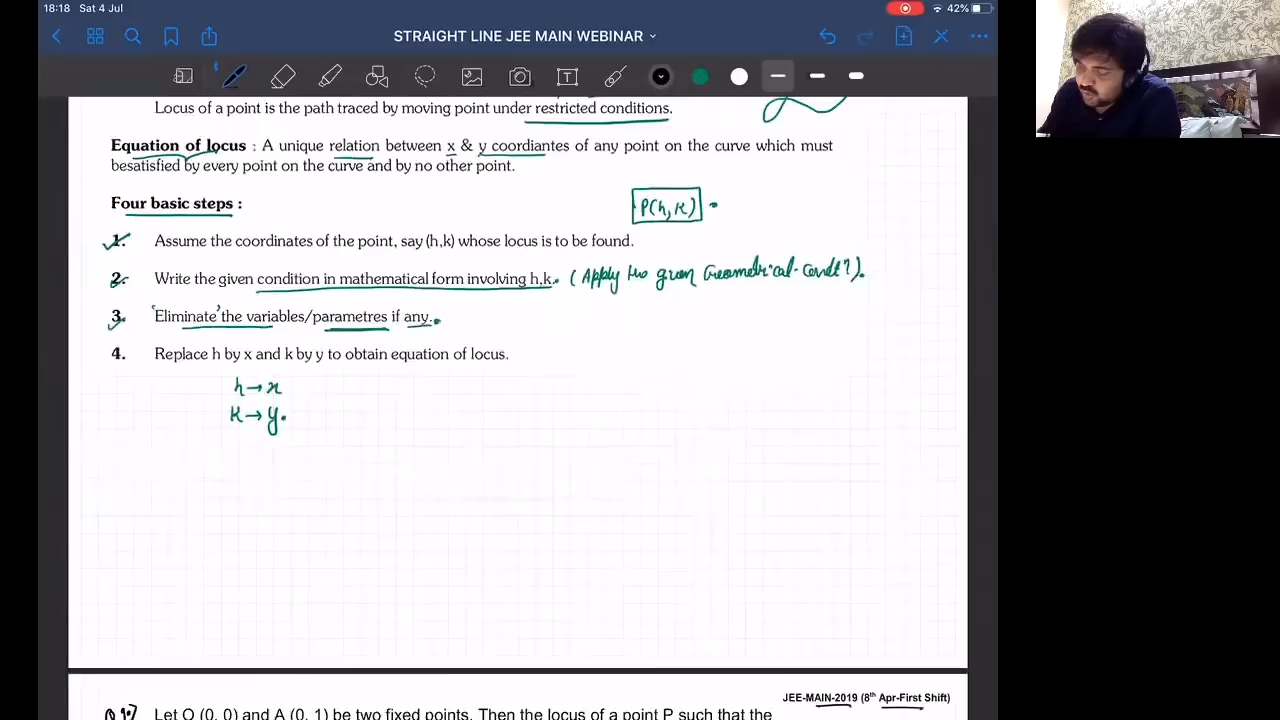 18:18 Sat 4 Jul
42%
STRAIGHT LINE JEE MAIN WEBINAR
Locus of a point is the path traced by moving point under restricted conditions.
Equation of locus : A unique relation between x & y coordiantes of any point on the curve which must
besatisfied by every point on the curve and by no other point.
Four basic steps :
P(h, k)
1. Assume the coordinates of the point, say (h,k) whose locus is to be found.
2. Write the given condition in mathematical form involving h,k. (Apply the given Geometrical-Condⁿ).
3. 'Eliminate' the variables/parametres if any.
4. Replace h by x and k by y to obtain equation of locus.
h → x
k → y.
JEE-MAIN-2019 (8th Apr-First Shift)
Let O (0, 0) and A (0, 1) be two fixed points. Then the locus of a point P such that the